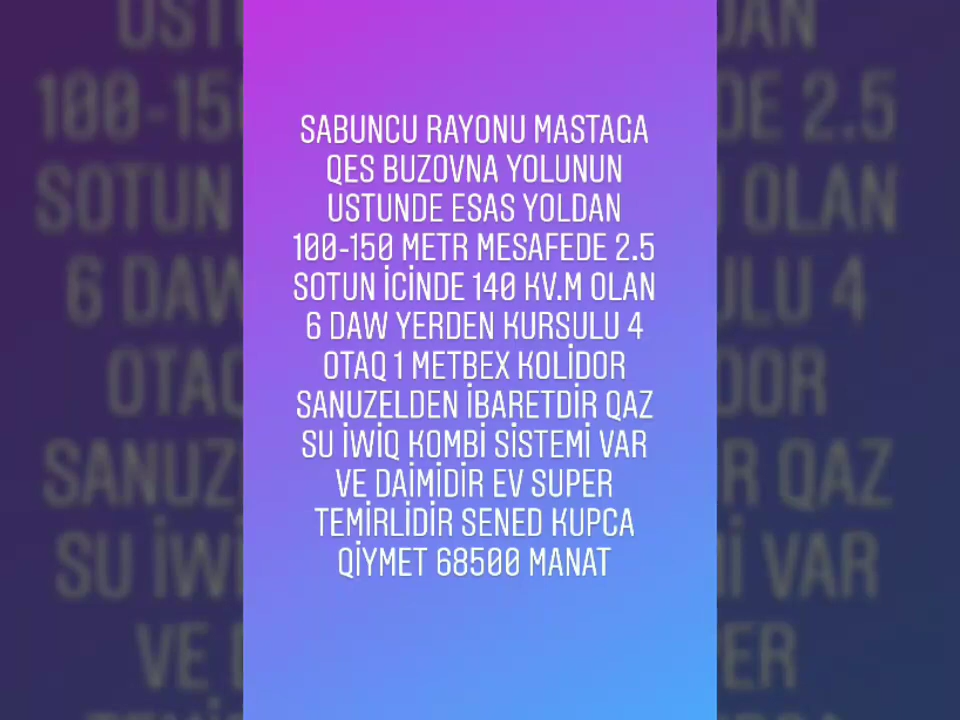 SABUNCU RAYONU MASTAGA
QES BUZOVNA YOLUNUN
USTUNDE ESAS YOLDAN
100-150 METR MESAFEDE 2.5
SOTUN İCİNDE 140 KV.M OLAN
6 DAW YERDEN KURSULU 4
OTAQ 1 METBEX KOLİDOR
SANUZELDEN İBARETDİR QAZ
SU İWİQ KOMBİ SİSTEMİ VAR
VE DAİMİDİR EV SUPER
TEMİRLİDİR SENED KUPCA
QİYMET 68500 MANAT